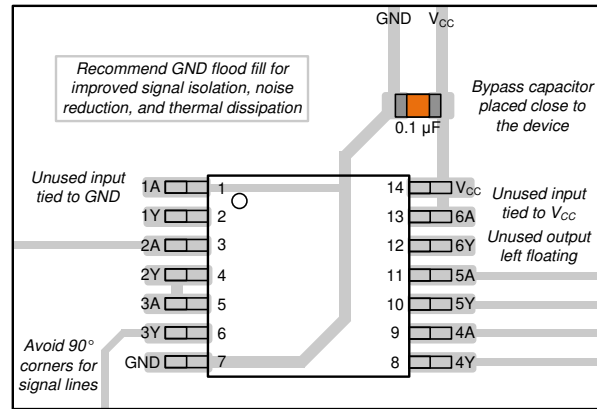 GND VCC
Recommend GND flood fill for
improved signal isolation, noise
reduction, and thermal dissipation
Bypass capacitor
placed close to
the device
0.1 µF
Unused input
tied to GND
1A 1 14 VCC
1Y 2 13 6A
2A 3 12 6Y
2Y 4 11 5A
3A 5 10 5Y
3Y 6 9 4A
GND 7 8 4Y
Unused input
tied to VCC
Unused output
left floating
Avoid 90°
corners for
signal lines